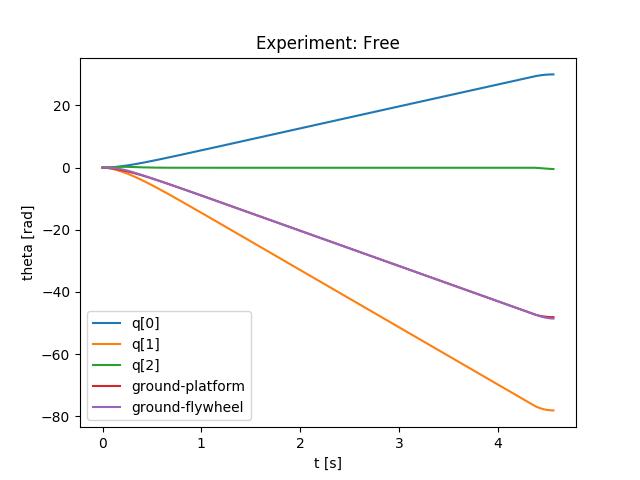 Experiment: Free
theta [rad]
20
0
−20
−40
−60
−80
q[0]
q[1]
q[2]
ground-platform
ground-flywheel
0
1
2
3
4
t [s]